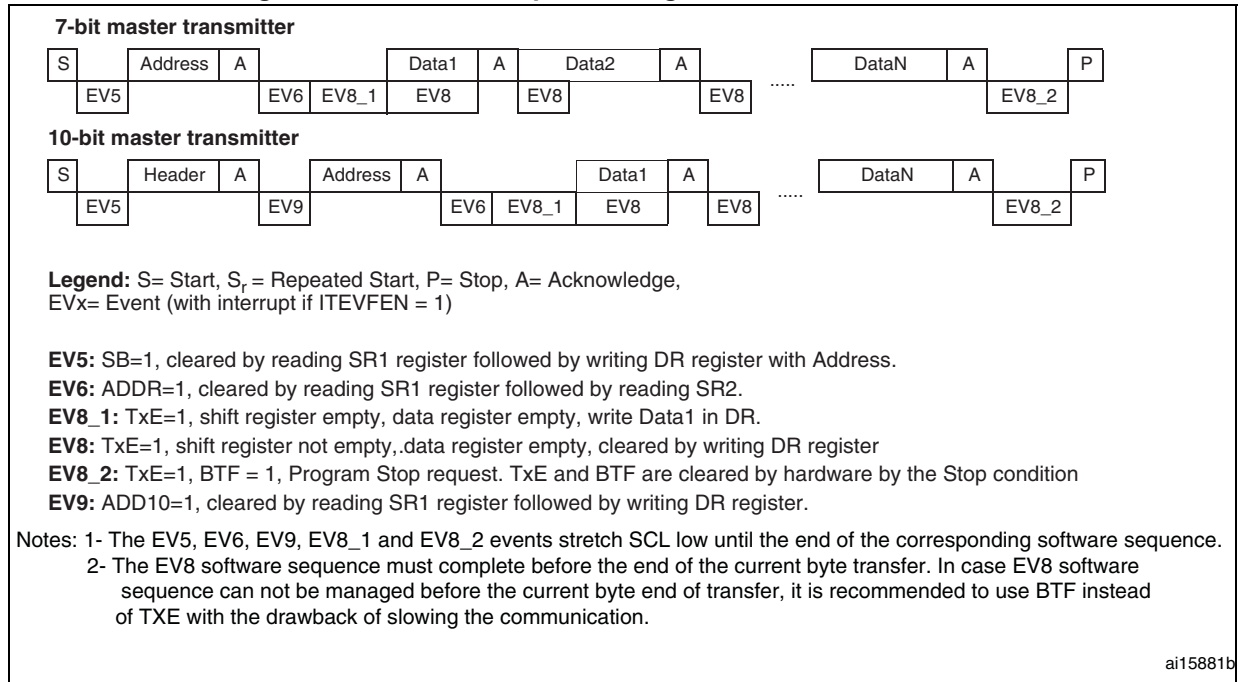 7-bit master transmitter
S Address A Data1 A Data2 A ..... DataN A P
EV5 EV6 EV8_1 EV8 EV8 EV8 EV8_2
10-bit master transmitter
S Header A Address A Data1 A ..... DataN A P
EV5 EV9 EV6 EV8_1 EV8 EV8 EV8_2
Legend: S= Start, Sr = Repeated Start, P= Stop, A= Acknowledge,
EVx= Event (with interrupt if ITEVFEN = 1)
EV5: SB=1, cleared by reading SR1 register followed by writing DR register with Address.
EV6: ADDR=1, cleared by reading SR1 register followed by reading SR2.
EV8_1: TxE=1, shift register empty, data register empty, write Data1 in DR.
EV8: TxE=1, shift register not empty,.data register empty, cleared by writing DR register
EV8_2: TxE=1, BTF = 1, Program Stop request. TxE and BTF are cleared by hardware by the Stop condition
EV9: ADD10=1, cleared by reading SR1 register followed by writing DR register.
Notes: 1- The EV5, EV6, EV9, EV8_1 and EV8_2 events stretch SCL low until the end of the corresponding software sequence.
2- The EV8 software sequence must complete before the end of the current byte transfer. In case EV8 software
sequence can not be managed before the current byte end of transfer, it is recommended to use BTF instead
of TXE with the drawback of slowing the communication.
ai15881b